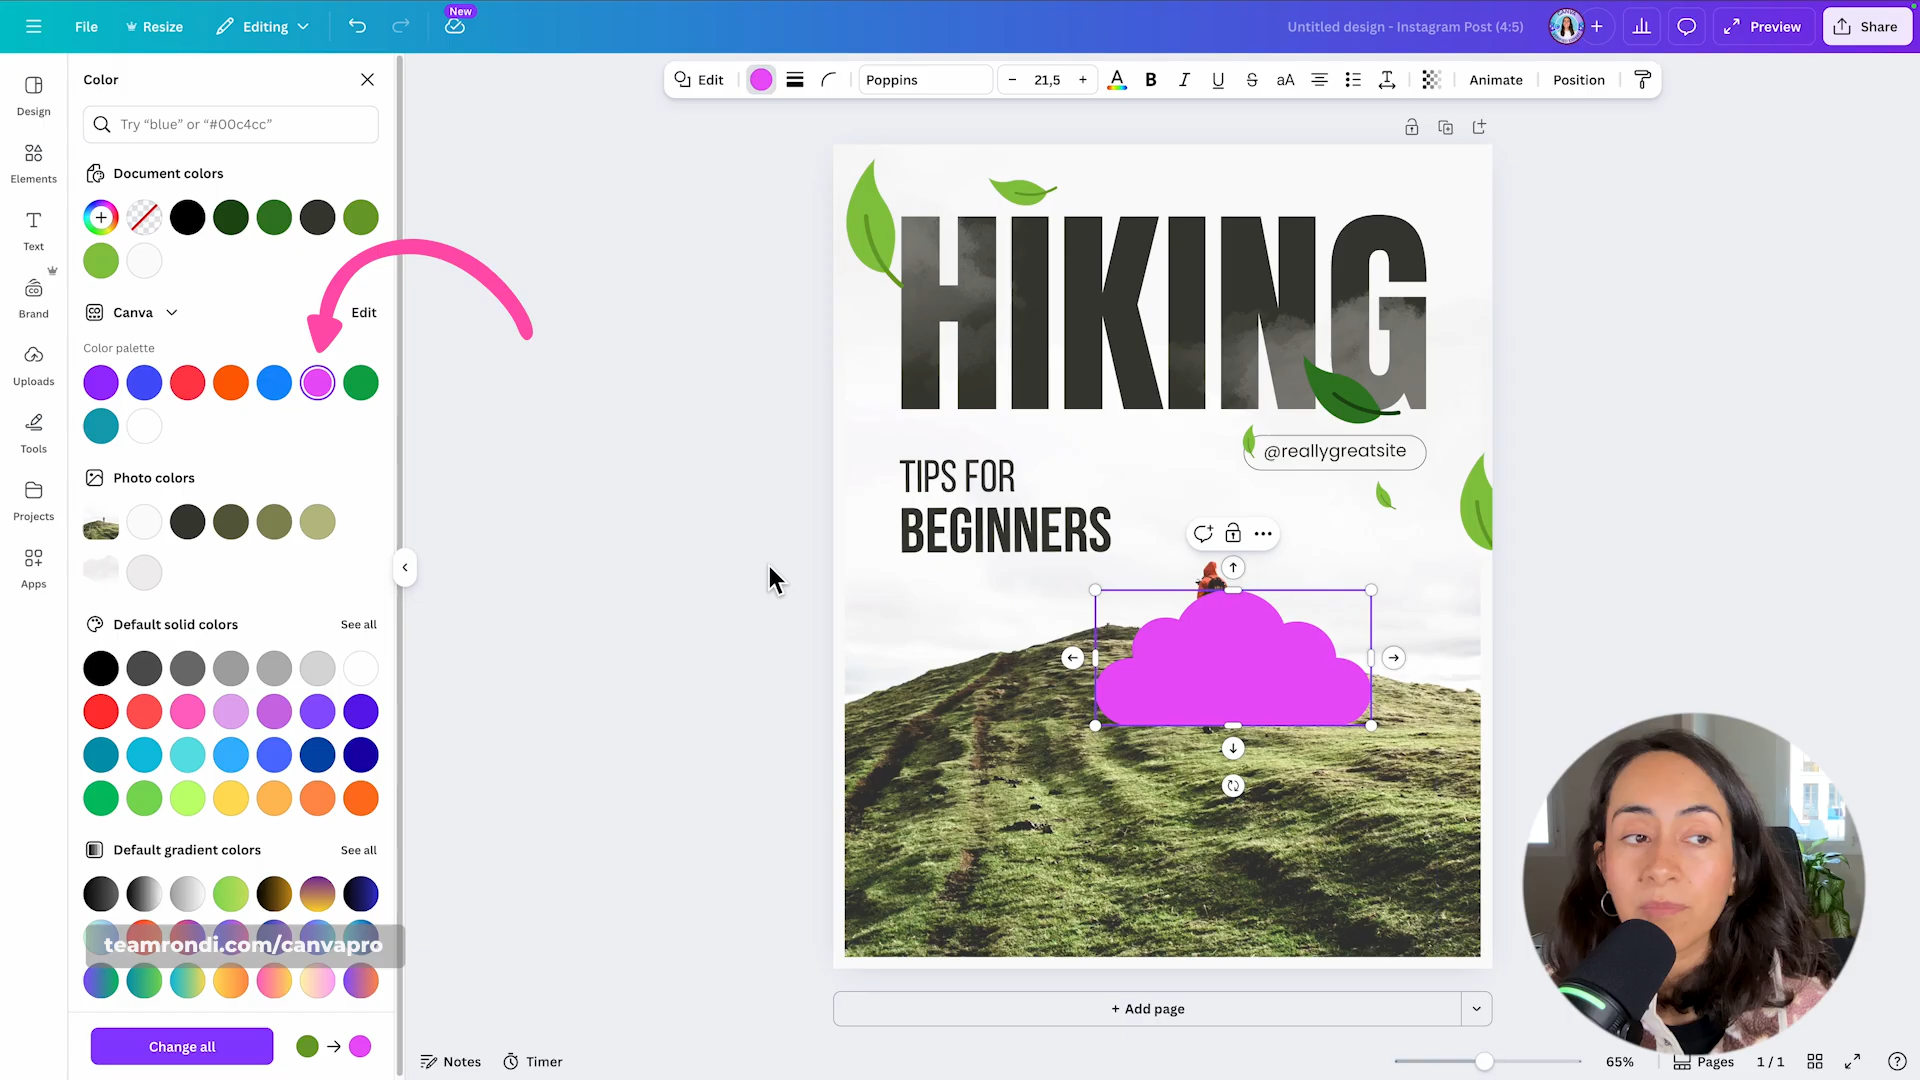 File
Resize
Editing
New
Untitled design - Instagram Post (4:5)
Preview
Share
Color
Try “blue” or “#00c4cc”
Edit
Poppins
– 21,5 +
A B I U S aA
Animate
Position
Design
Elements
Text
Brand
Uploads
Tools
Projects
Apps
Document colors
Canva
Edit
Color palette
Photo colors
Default solid colors
See all
Default gradient colors
See all
teamrondi.com/canvapro
Change all
HIKING
@reallygreatsite
TIPS FOR
BEGINNERS
+ Add page
Notes
Timer
65%
Pages
1 / 1